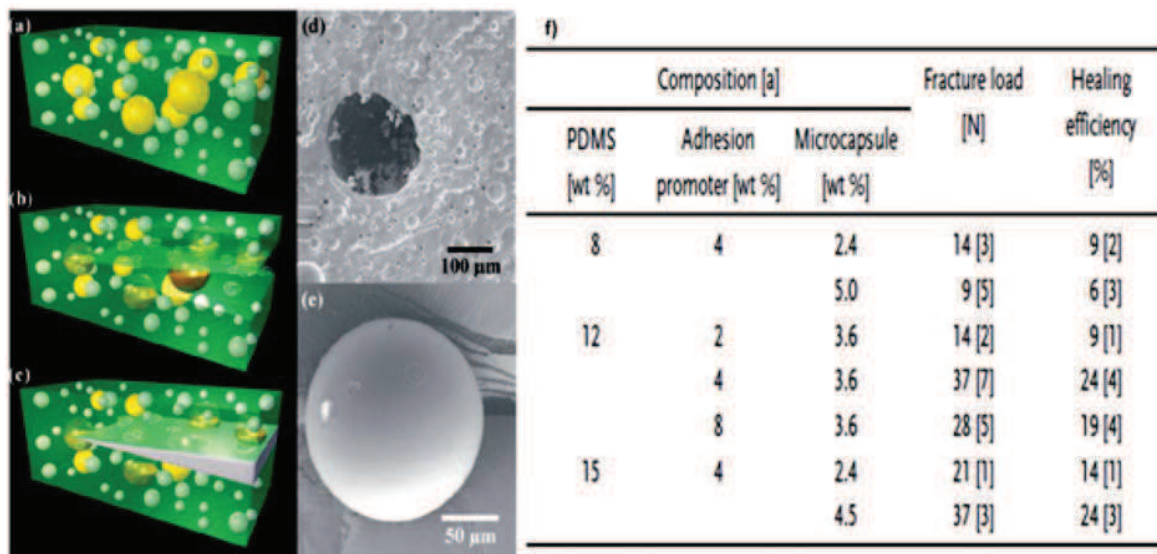 (a)
(b)
(c)
(d)
100 µm
(e)
50 µm
f)
Composition [a] Fracture load Healing
[N] efficiency
PDMS Adhesion Microcapsule [%]
[wt %] promoter [wt %] [wt %]
8 4 2.4 14 [3] 9 [2]
5.0 9 [5] 6 [3]
12 2 3.6 14 [2] 9 [1]
4 3.6 37 [7] 24 [4]
8 3.6 28 [5] 19 [4]
15 4 2.4 21 [1] 14 [1]
4.5 37 [3] 24 [3]